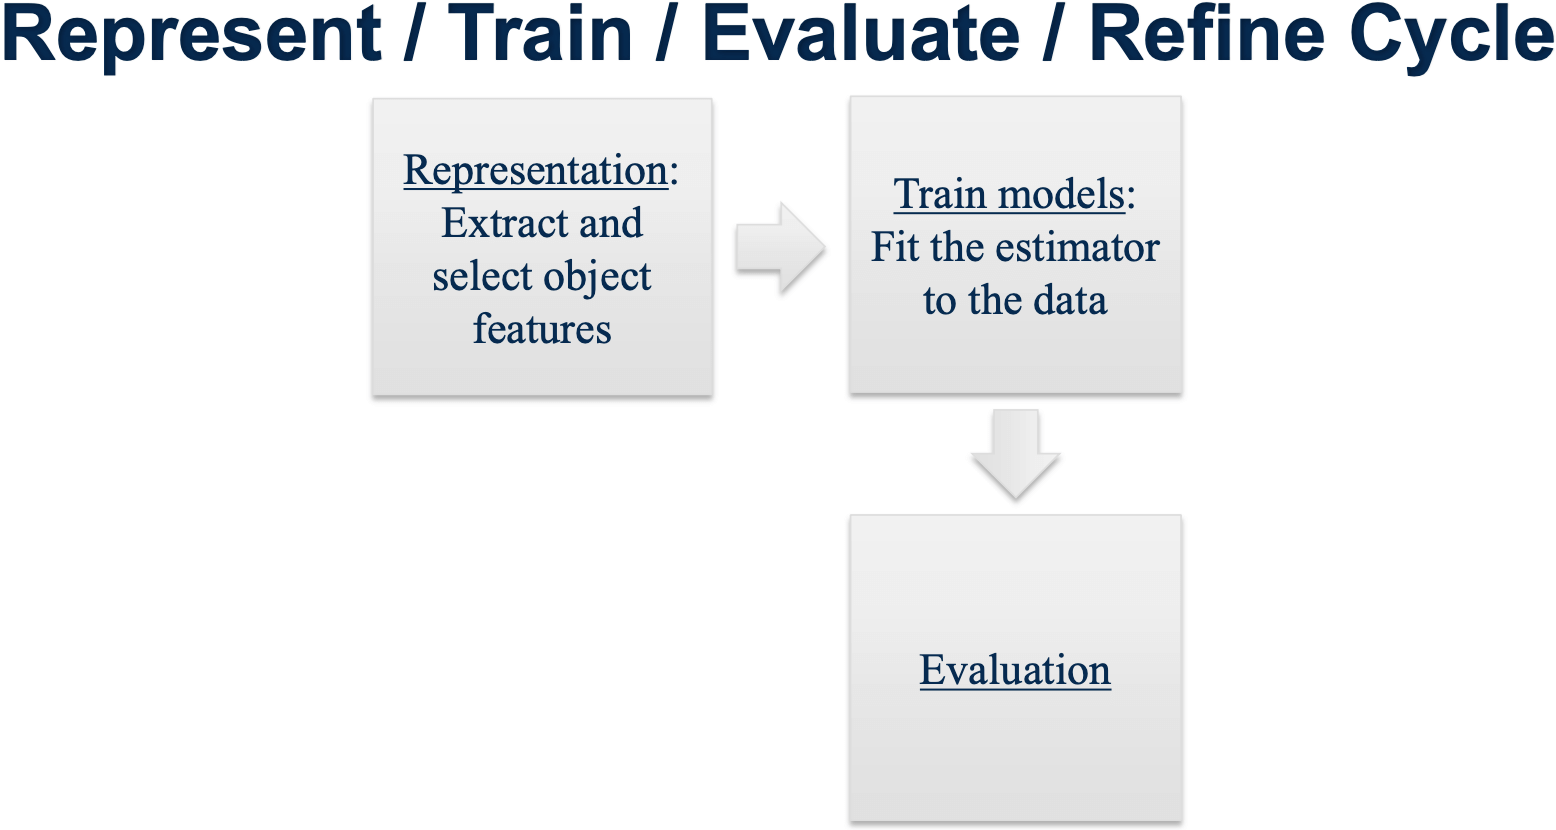 Represent / Train / Evaluate / Refine Cycle
Representation:
Extract and
select object
features
Train models:
Fit the estimator
to the data
Evaluation